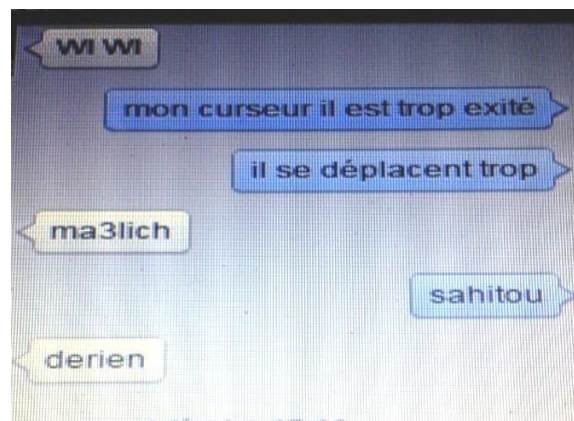 WI WI
mon curseur il est trop exité
il se déplacent trop
ma3lich
sahitou
derien